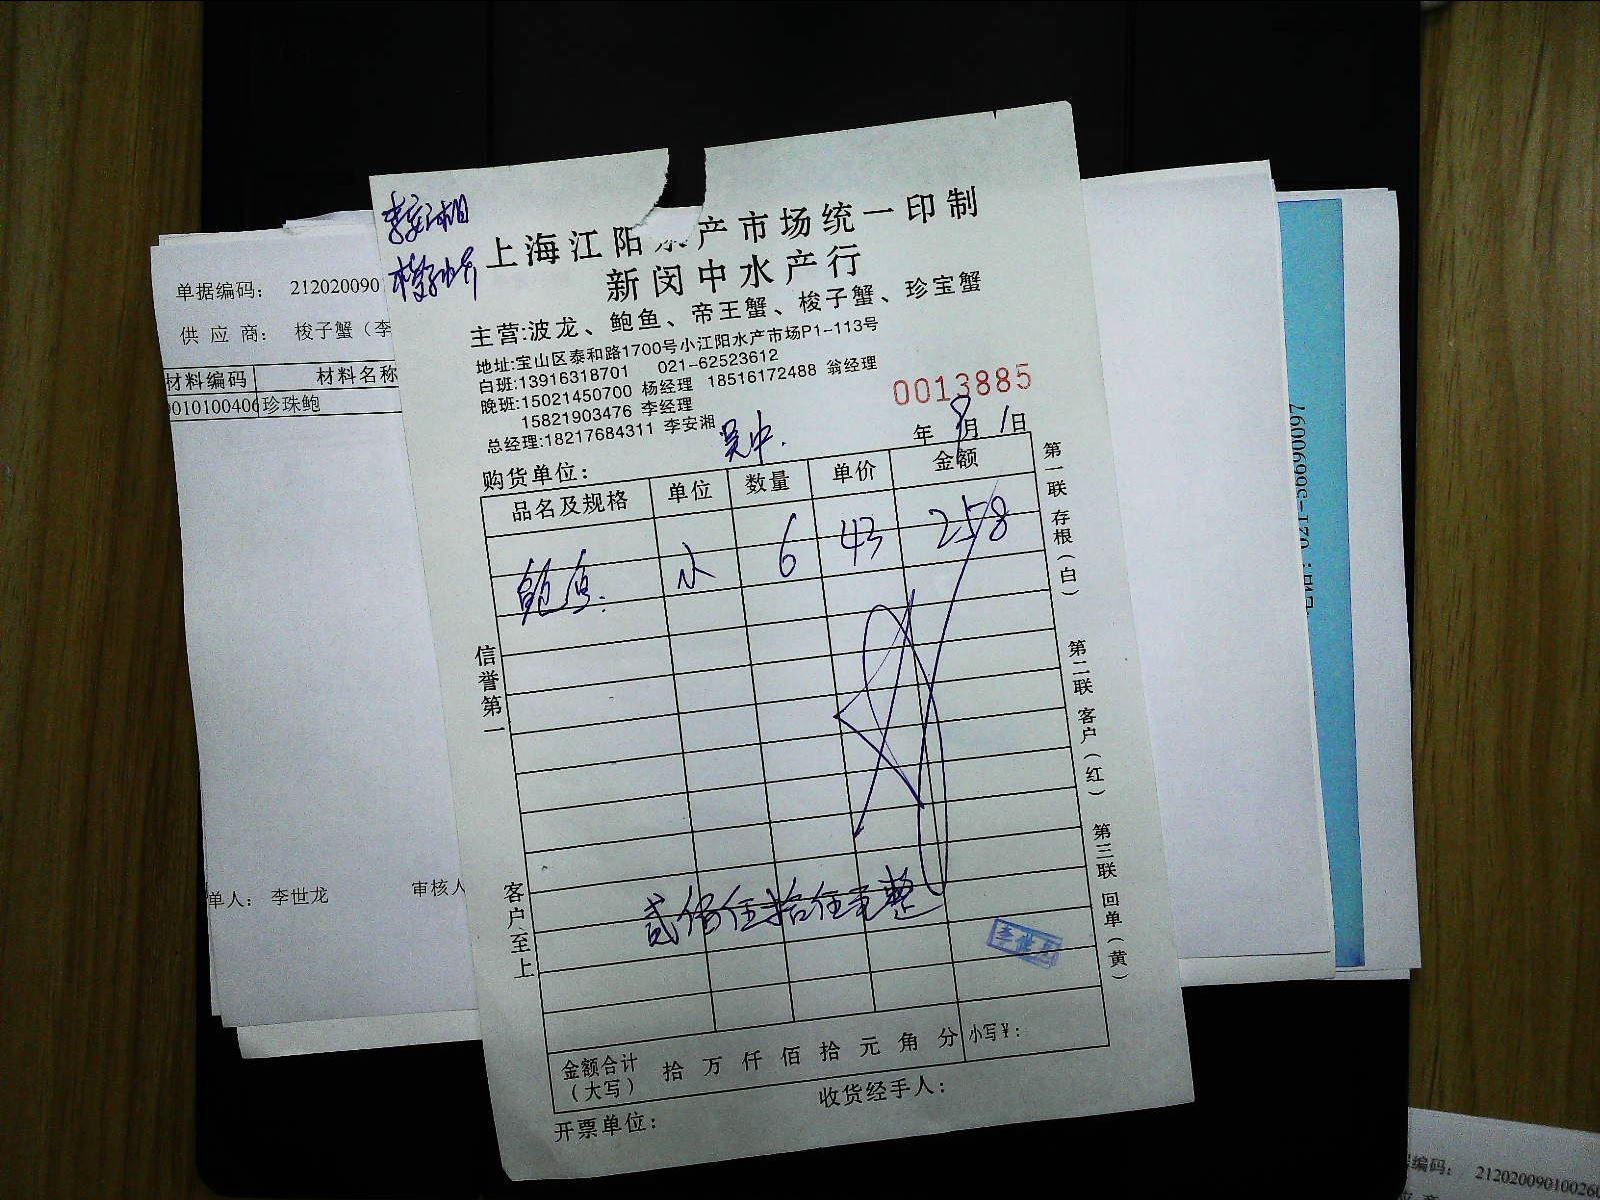 李安湘
梭子蟹
上海江阳水产市场统一印制
新闵中水产行
主营:波龙、鲍鱼、帝王蟹、梭子蟹、珍宝蟹
地址:宝山区泰和路1700号小江阳水产市场P1-113号
白班:13916318701 021-62523612
晚班:15021450700 杨经理 18516172488 翁经理
15821903476 李经理
总经理:18217684311 李安湘
0013885
吴中.
年 8月 1日
购货单位:
品名及规格 单位 数量 单价 金额
鲍鱼. 小 6 43 258
信誉第一
客户至上
第一联 存根(白)
第二联 客户(红)
第三联 回单(黄)
贰佰伍拾伍元整
金额合计
(大写) 拾 万 仟 佰 拾 元 角 分 小写¥:
开票单位:
收货经手人:
单据编码: 212020090
供应商: 梭子蟹(李
材料编码 材料名称
010100406 珍珠鲍
单人: 李世龙
审核人
021-36690097
编码: 2120200901002